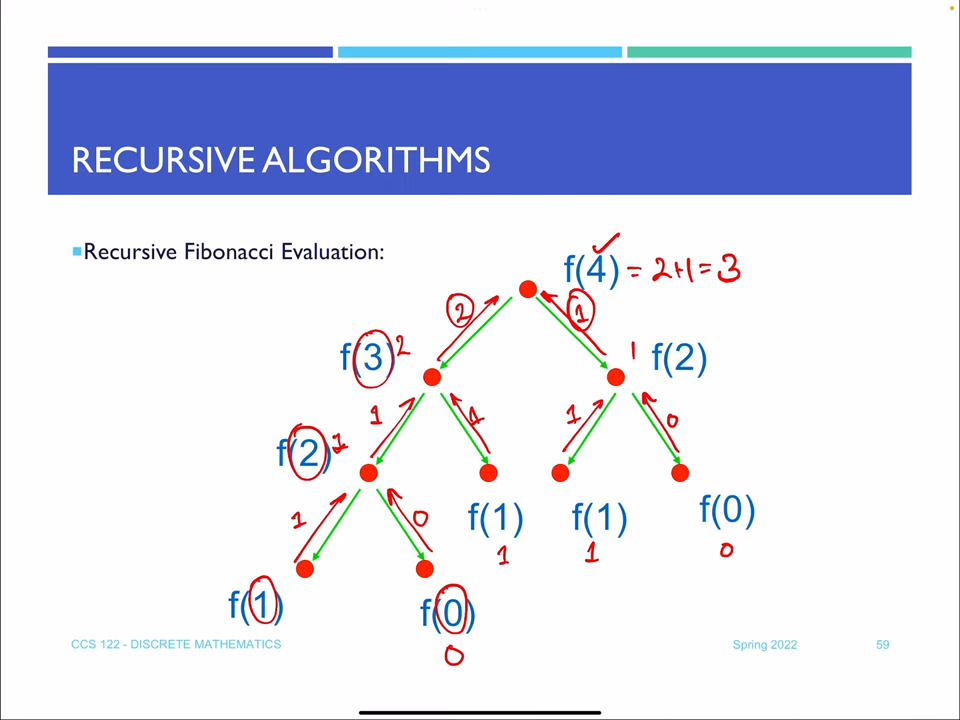 RECURSIVE ALGORITHMS
Recursive Fibonacci Evaluation:
f(4) = 2+1 = 3
2 1
f(3) 2 1 f(2)
1 1 1 0
f(2) 1
1 0 f(1) f(1) f(0)
1 1 0
f(1) f(0)
0
CCS 122 - DISCRETE MATHEMATICS Spring 2022 59